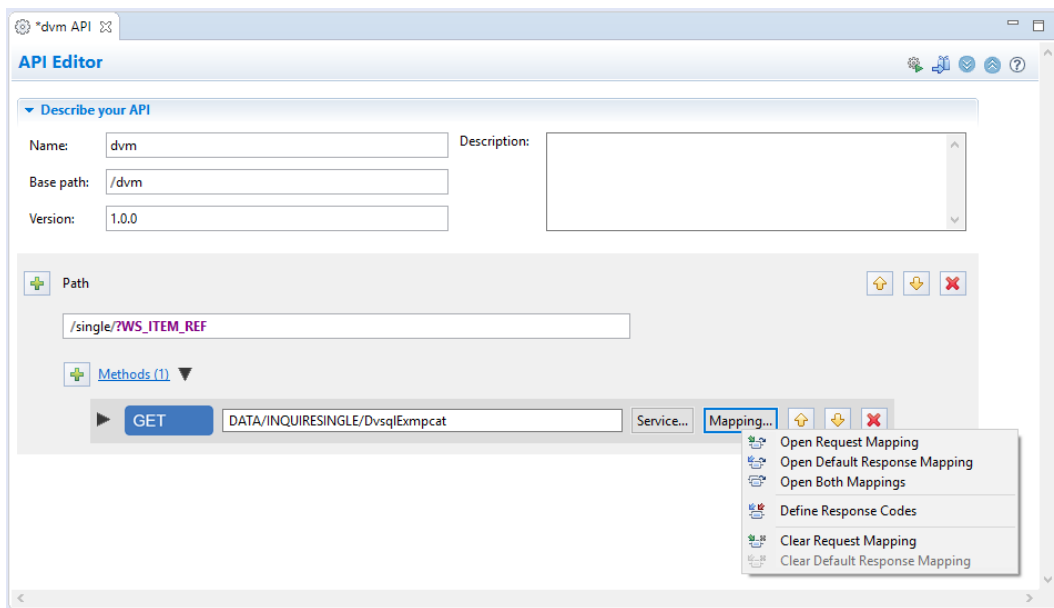 *dvm API
API Editor
Describe your API
Name: dvm Description:
Base path: /dvm
Version: 1.0.0
Path
/single/?WS_ITEM_REF
Methods (1)
GET DATA/INQUIRESINGLE/DvsqlExmpcat Service... Mapping...
Open Request Mapping
Open Default Response Mapping
Open Both Mappings
Define Response Codes
Clear Request Mapping
Clear Default Response Mapping